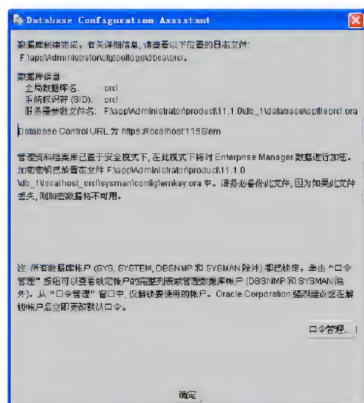 Database Configuration Assistant
数据库创建完成。有关详细信息,请查看以下位置的日志文件:
F:\app\Administrator\cfgtoollogs\dbca\orcl.
数据库信息
全局数据库名: orcl
系统标识符 (SID): orcl
服务器参数文件名: F:\app\Administrator\product\11.1.0\db_1\database\spfileorcl.ora
Database Control URL 为 https://localhost:1158/em
管理资料档案库已置于安全模式下,在此模式下将对 Enterprise Manager 数据进行加密。
加密密钥已放置在文件 F:\app\Administrator\product\11.1.0
\db_1\localhost_orcl\sysman\config\emkey.ora 中。请务必备份此文件,因为如果此文件
丢失,则加密数据将不可用。
注: 所有数据库帐户 (SYS, SYSTEM, DBSNMP 和 SYSMAN 除外) 都已锁定。单击“口令
管理”按钮可以查看锁定帐户的完整列表或管理数据库帐户 (DBSNMP 和 SYSMAN 除
外)。从“口令管理”窗口中,仅解锁要使用的帐户。Oracle Corporation 强烈建议您在解
锁帐户后立即更改默认口令。
口令管理...
确定